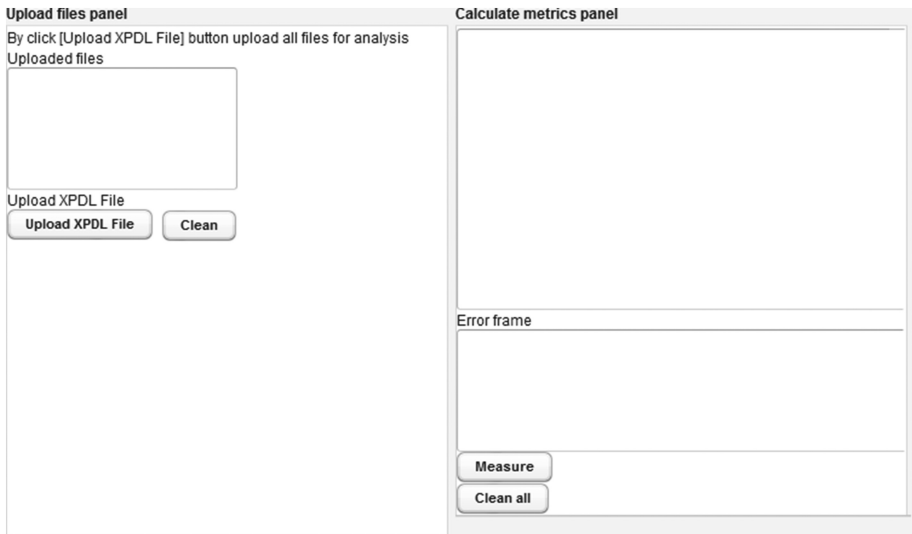 Upload files panel
By click [Upload XPDL File] button upload all files for analysis
Uploaded files
Upload XPDL File
Upload XPDL File Clean
Calculate metrics panel
Error frame
Measure
Clean all